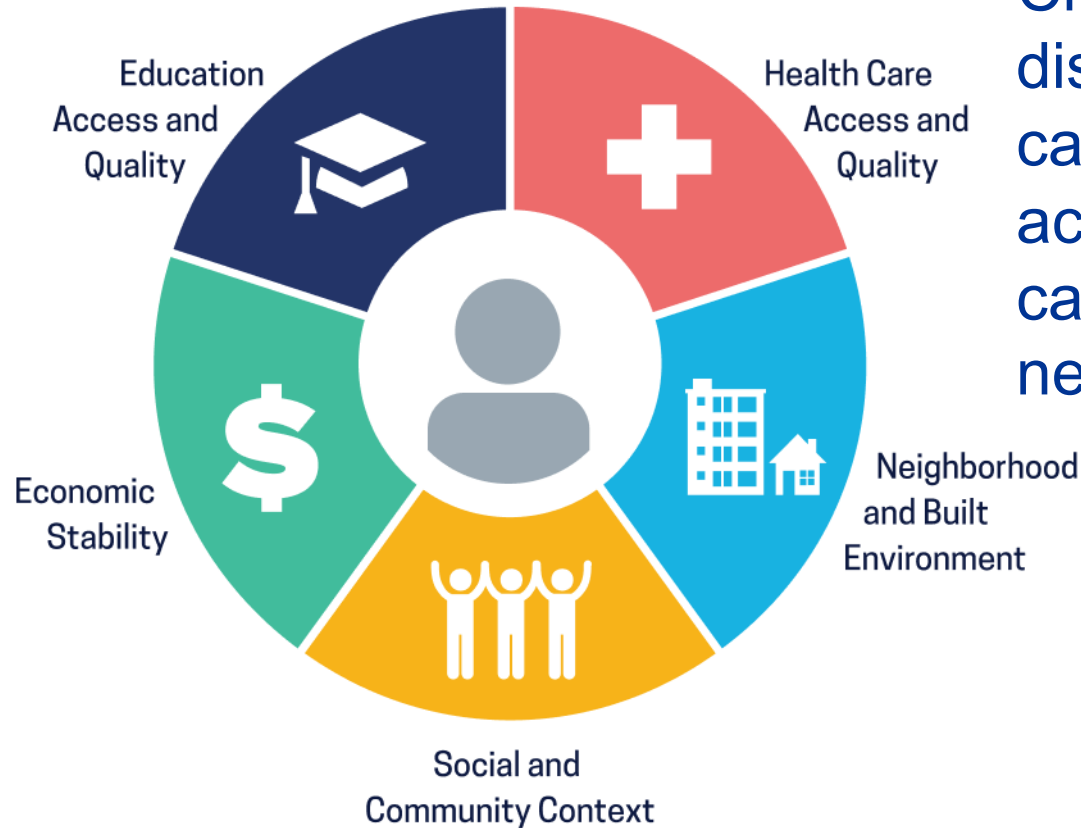 Education
Access and
Quality
Health Care
Access and
Quality
Economic
Stability
Neighborhood
and Built
Environment
Social and
Community Context
$